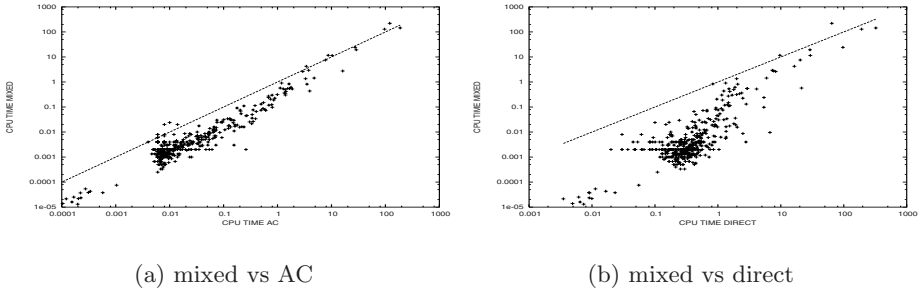 1000
100
10
1
0.1
0.01
0.001
0.0001
1e-05
CPU TIME MIXED
0.0001 0.001 0.01 0.1 1 10 100 1000
CPU TIME AC
(a) mixed vs AC
1000
100
10
1
0.1
0.01
0.001
0.0001
1e-05
CPU TIME MIXED
0.001 0.01 0.1 1 10 100 1000
CPU TIME DIRECT
(b) mixed vs direct